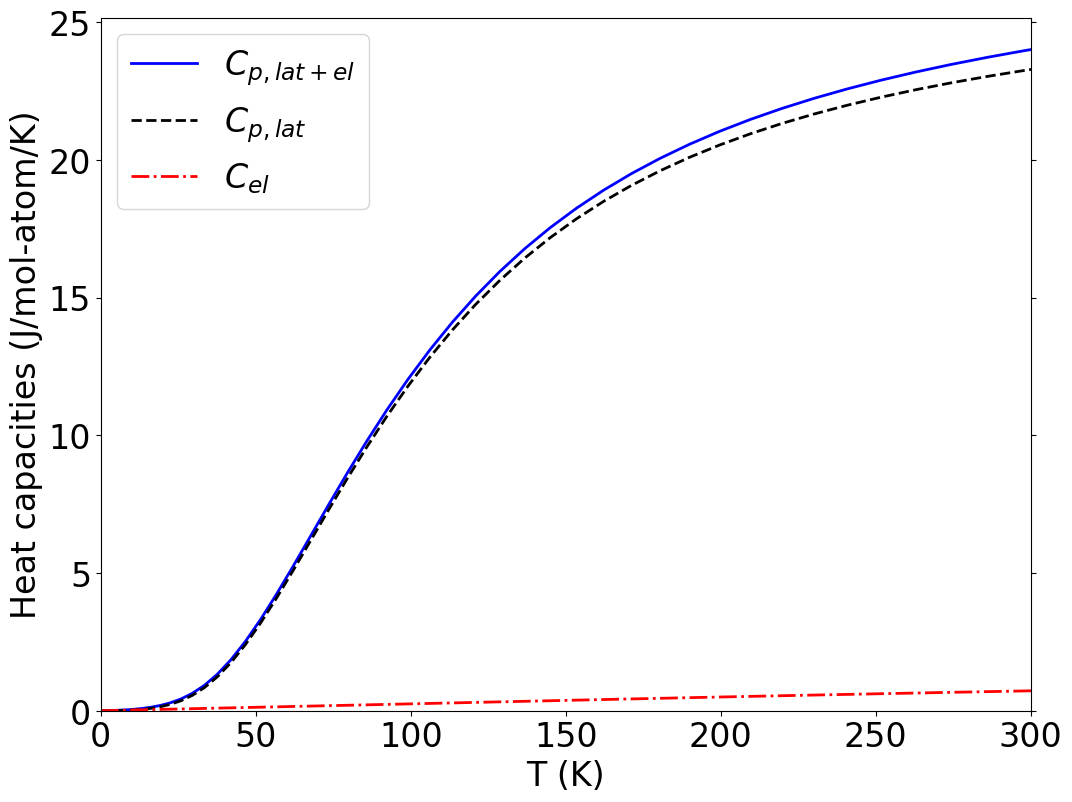 Heat capacities (J/mol-atom/K)
25
20
15
10
5
0
C_{p, lat + el}
C_{p, lat}
C_{el}
0 50 100 150 200 250 300
T (K)